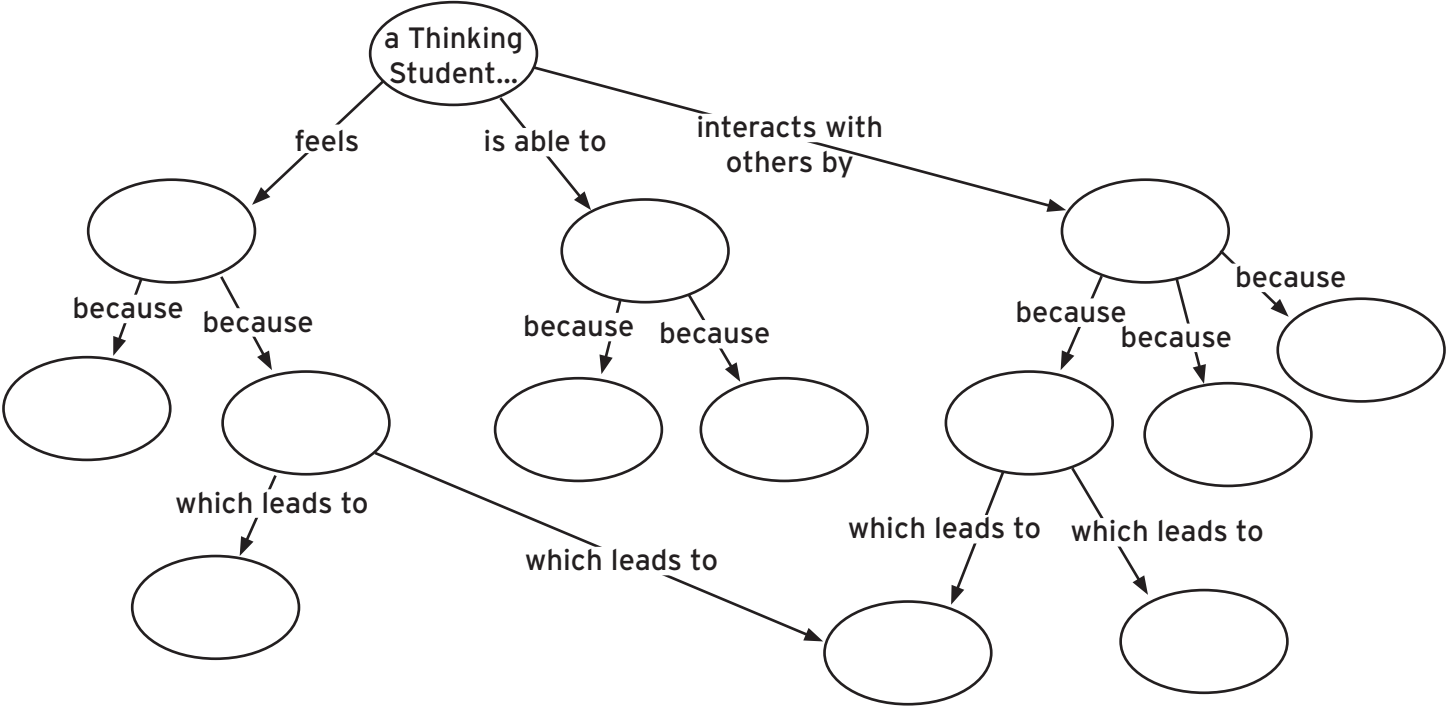 a Thinking
Student...
feels
is able to
interacts with
others by
because
because
because
because
because
because
because
which leads to
which leads to
which leads to
which leads to